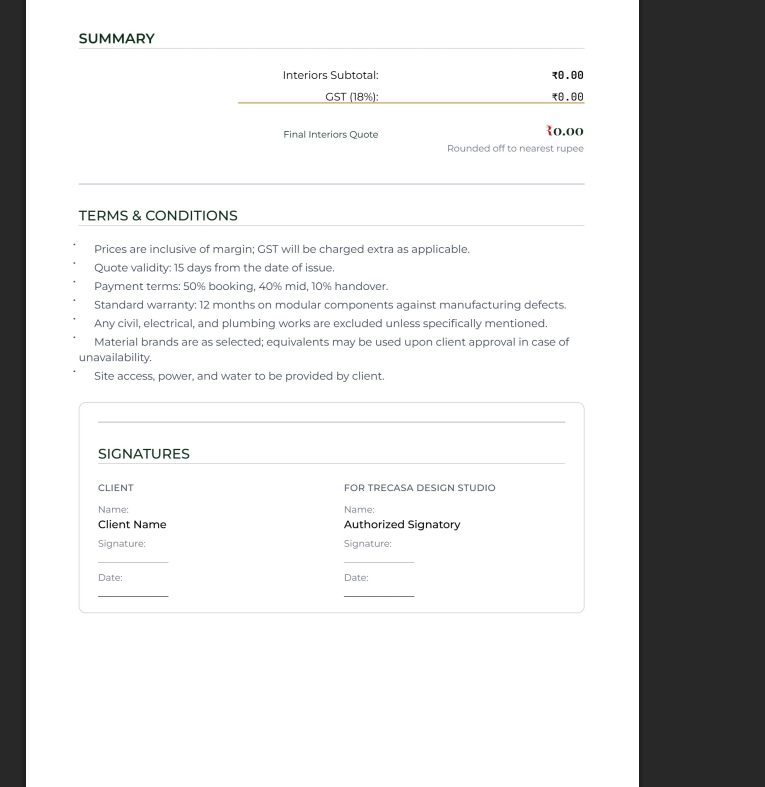 SUMMARY
Interiors Subtotal: ₹0.00
GST (18%): ₹0.00
Final Interiors Quote ₹0.00
Rounded off to nearest rupee
TERMS & CONDITIONS
Prices are inclusive of margin; GST will be charged extra as applicable.
Quote validity: 15 days from the date of issue.
Payment terms: 50% booking, 40% mid, 10% handover.
Standard warranty: 12 months on modular components against manufacturing defects.
Any civil, electrical, and plumbing works are excluded unless specifically mentioned.
Material brands are as selected; equivalents may be used upon client approval in case of
unavailability.
Site access, power, and water to be provided by client.
SIGNATURES
CLIENT
Name:
Client Name
Signature:
Date:
FOR TRECASA DESIGN STUDIO
Name:
Authorized Signatory
Signature:
Date: